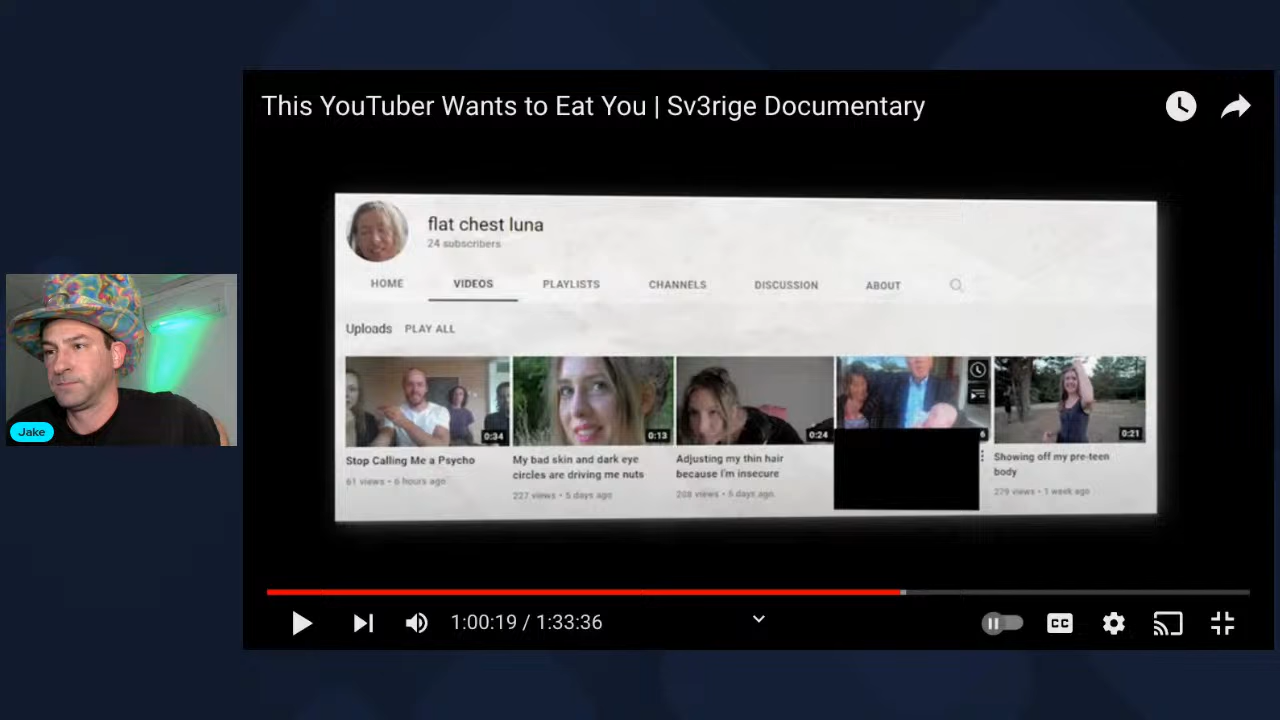 This YouTuber Wants to Eat You | Sv3rige Documentary
flat chest luna
24 subscribers
HOME VIDEOS PLAYLISTS CHANNELS DISCUSSION ABOUT
Uploads PLAY ALL
0:34 0:13 0:24 6 0:21
Stop Calling Me a Psycho
61 views • 6 hours ago
My bad skin and dark eye
circles are driving me nuts
227 views • 5 days ago
Adjusting my thin hair
because I'm insecure
208 views • 6 days ago
Showing off my pre-teen
body
279 views • 1 week ago
Jake
1:00:19 / 1:33:36
CC